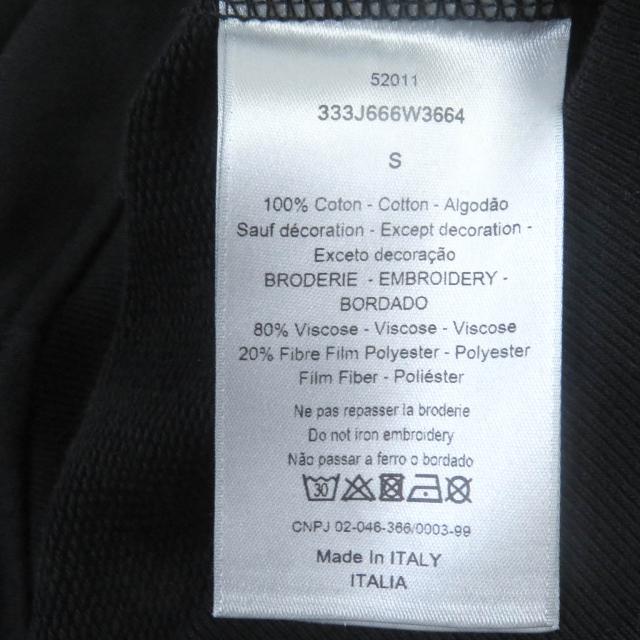 52011
333J666W3664
S
100% Coton - Cotton - Algodão
Sauf décoration - Except decoration -
Exceto decoração
BRODERIE - EMBROIDERY -
BORDADO
80% Viscose - Viscose - Viscose
20% Fibre Film Polyester - Polyester
Film Fiber - Poliéster
Ne pas repasser la broderie
Do not iron embroidery
Não passar a ferro o bordado
30
CNPJ 02-046-366/0003-99
Made In ITALY
ITALIA